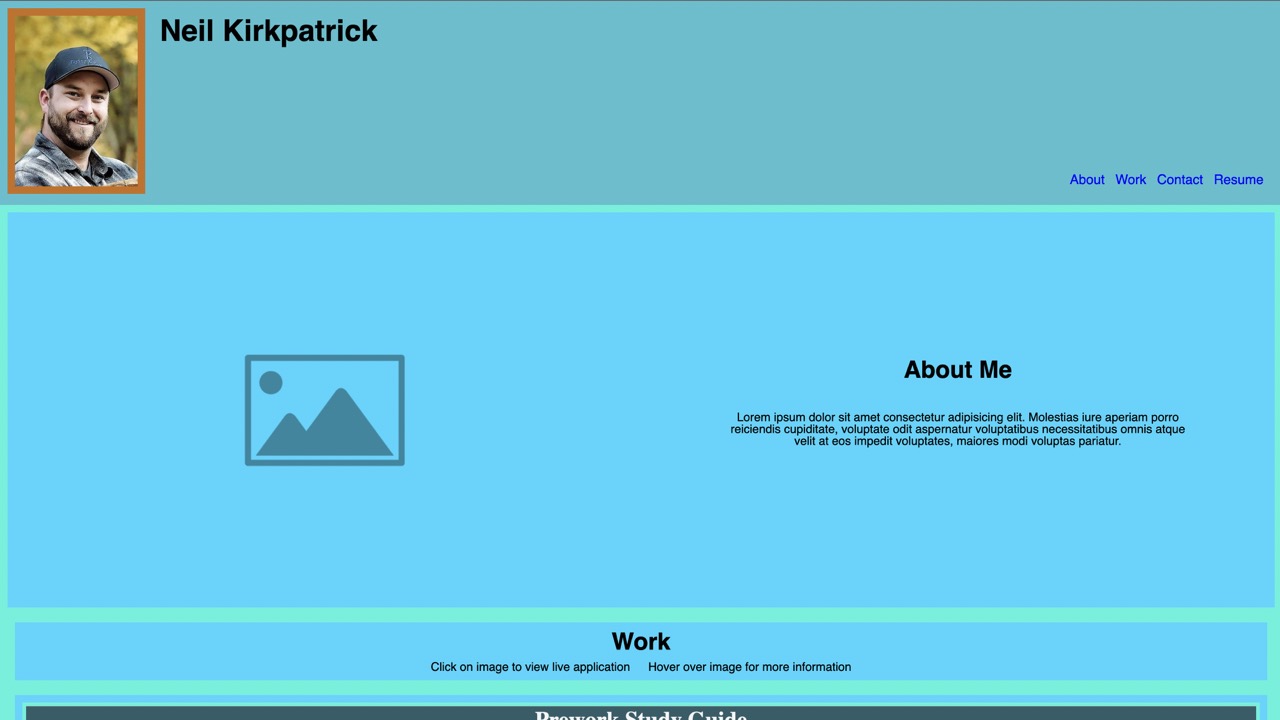 Neil Kirkpatrick
About Work Contact Resume
About Me
Lorem ipsum dolor sit amet consectetur adipisicing elit. Molestias iure aperiam porro
reiciendis cupiditate, voluptate odit aspernatur voluptatibus necessitatibus omnis atque
velit at eos impedit voluptates, maiores modi voluptas pariatur.
Work
Click on image to view live application Hover over image for more information
Prework Study Guide